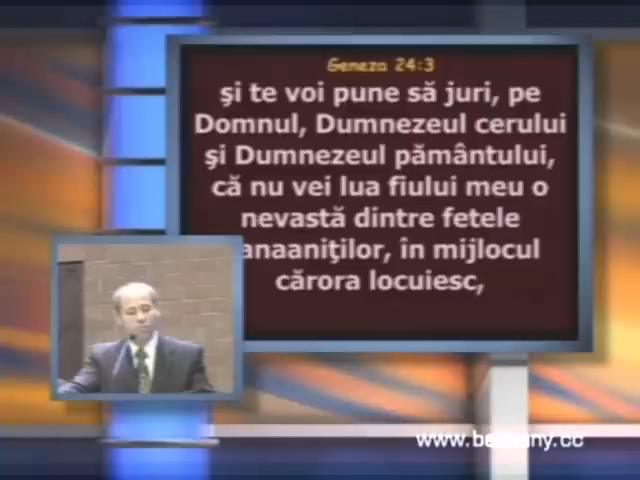 Geneza 24:3
şi te voi pune să juri, pe
Domnul, Dumnezeul cerului
şi Dumnezeul pământului,
că nu vei lua fiului meu o
nevastă dintre fetele
anaaniţilor, în mijlocul
cărora locuiesc,